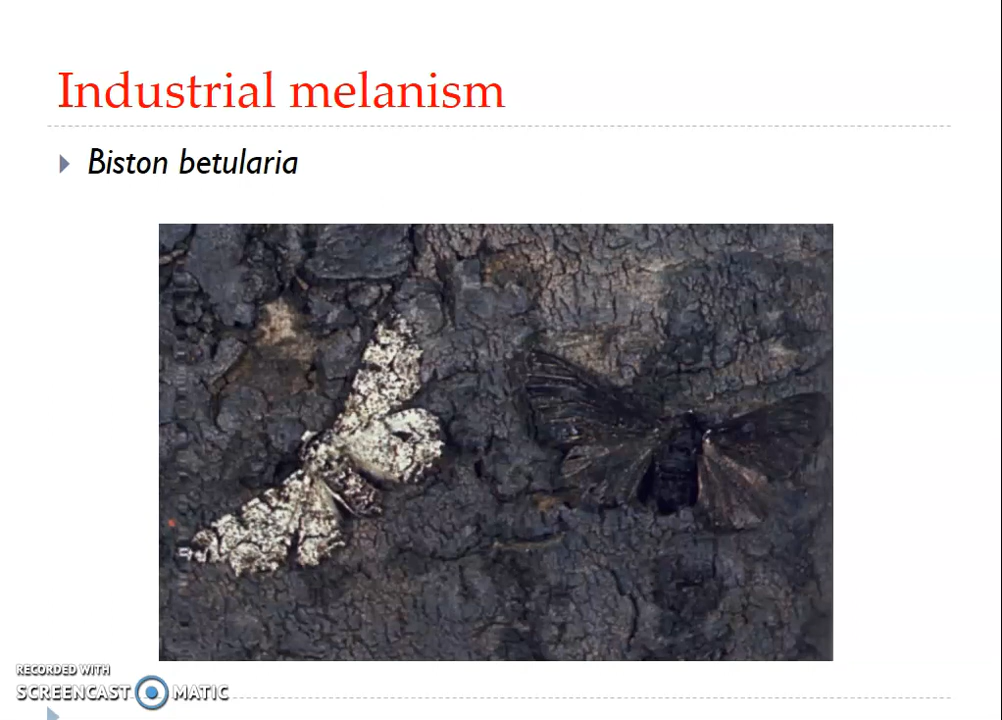 Industrial melanism
Biston betularia
RECORDED WITH
SCREENCAST MATIC